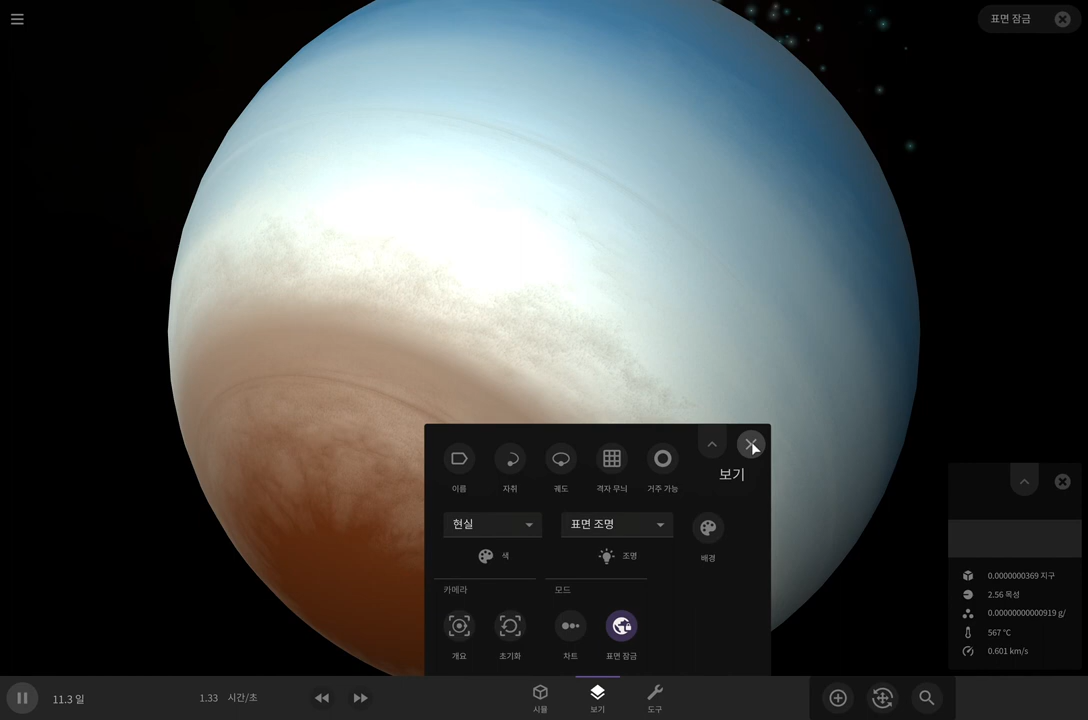 표면 잠금
보기
이름 자취 궤도 격자 무늬 거주 가능
현실 표면 조명
색 조명 배경
카메라 모드
개요 초기화 차트 표면 잠금
0.0000000369 지구
2.56 목성
0.00000000000919 g/
567 °C
0.601 km/s
11.3 일 1.33 시간/초
시뮬 보기 도구